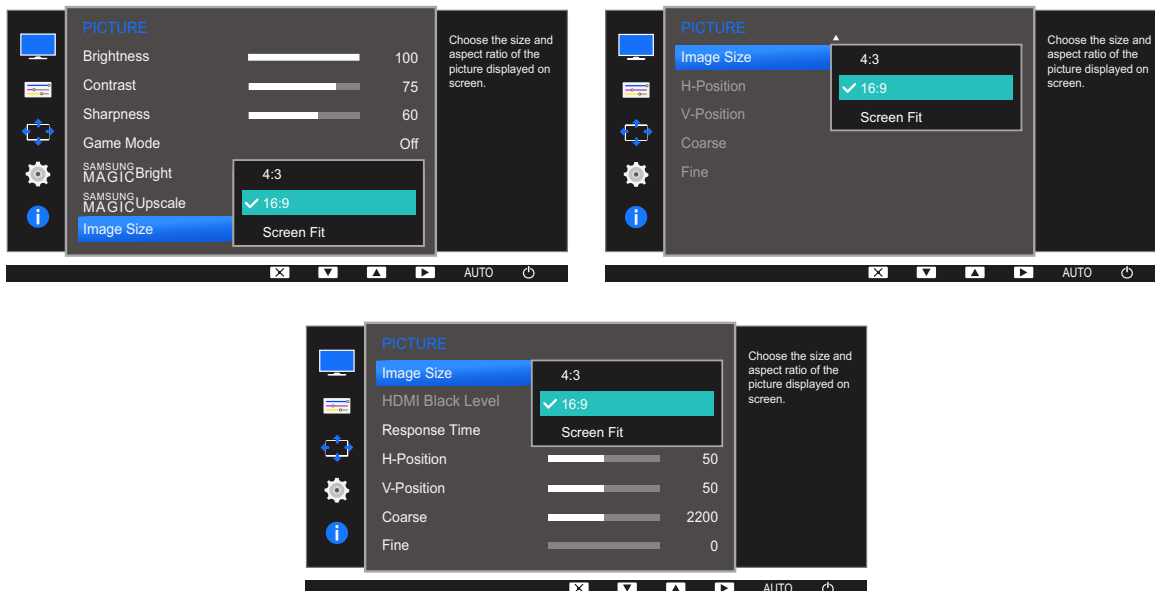 PICTURE
Brightness 100
Contrast 75
Sharpness 60
Game Mode Off
SAMSUNG
MAGIC Bright
4:3
SAMSUNG
MAGIC Upscale
16:9
Image Size
Screen Fit
Choose the size and
aspect ratio of the
picture displayed on
screen.
AUTO
PICTURE
Image Size
4:3
H-Position
16:9
V-Position
Screen Fit
Coarse
Fine
Choose the size and
aspect ratio of the
picture displayed on
screen.
AUTO
PICTURE
Image Size
4:3
HDMI Black Level
16:9
Response Time
Screen Fit
H-Position 50
V-Position 50
Coarse 2200
Fine 0
Choose the size and
aspect ratio of the
picture displayed on
screen.
AUTO